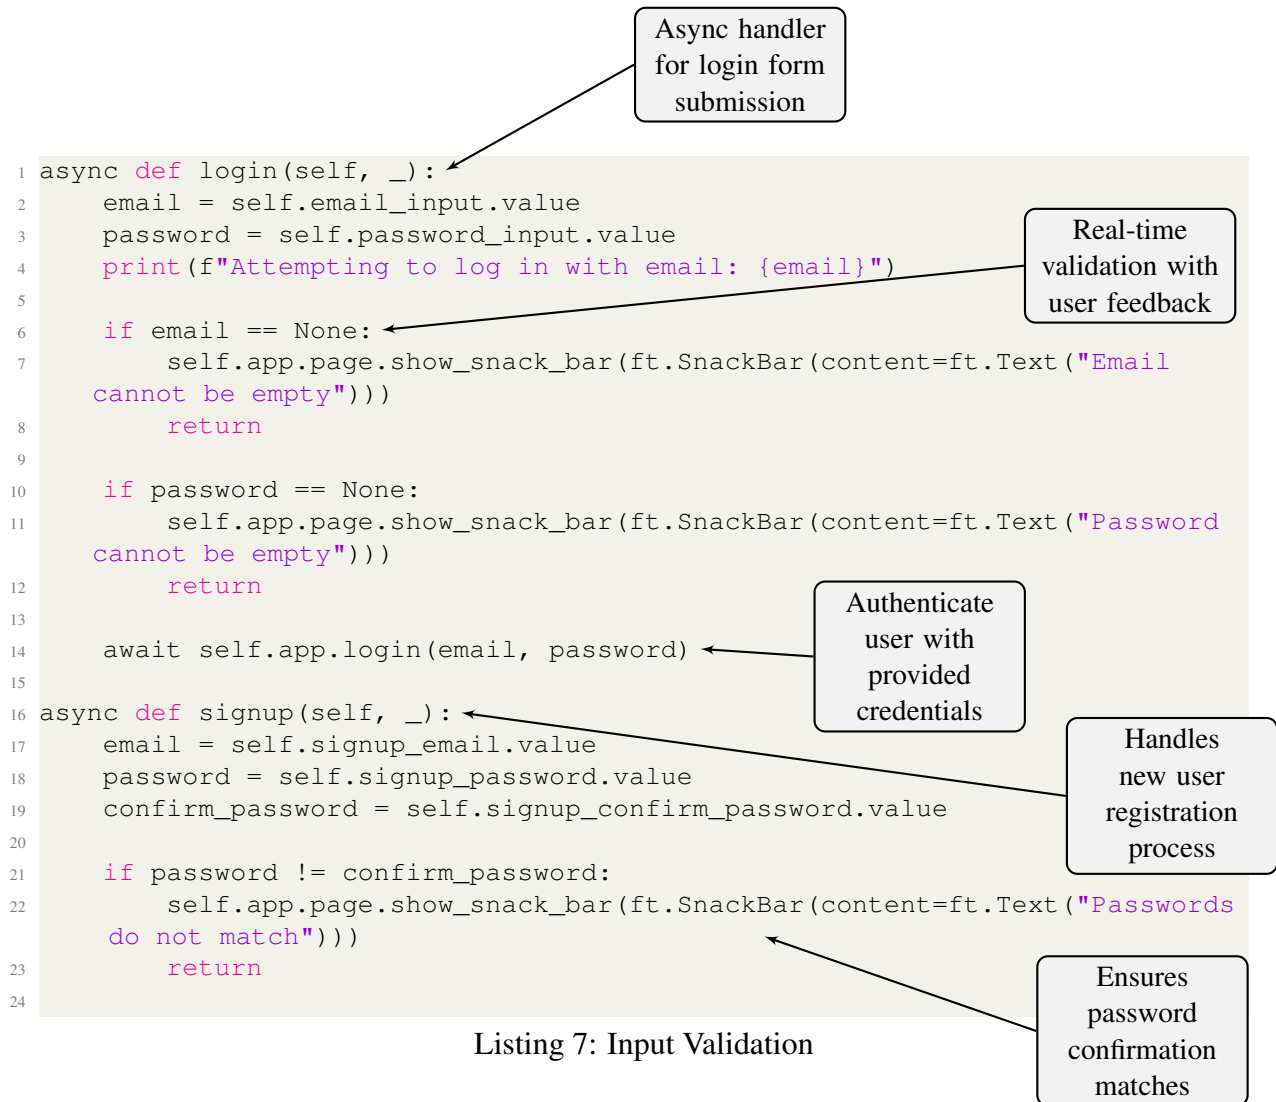 Async handler
for login form
submission
1 async def login(self, _):
2     email = self.email_input.value
3     password = self.password_input.value
4     print(f"Attempting to log in with email: {email}")
5
6     if email == None:
7         self.app.page.show_snack_bar(ft.SnackBar(content=ft.Text("Email
cannot be empty")))
8         return
9
10     if password == None:
11         self.app.page.show_snack_bar(ft.SnackBar(content=ft.Text("Password
cannot be empty")))
12         return
13
14     await self.app.login(email, password)
15
16 async def signup(self, _):
17     email = self.signup_email.value
18     password = self.signup_password.value
19     confirm_password = self.signup_confirm_password.value
20
21     if password != confirm_password:
22         self.app.page.show_snack_bar(ft.SnackBar(content=ft.Text("Passwords
do not match")))
23         return
24
Real-time
validation with
user feedback
Authenticate
user with
provided
credentials
Handles
new user
registration
process
Ensures
password
confirmation
matches
Listing 7: Input Validation